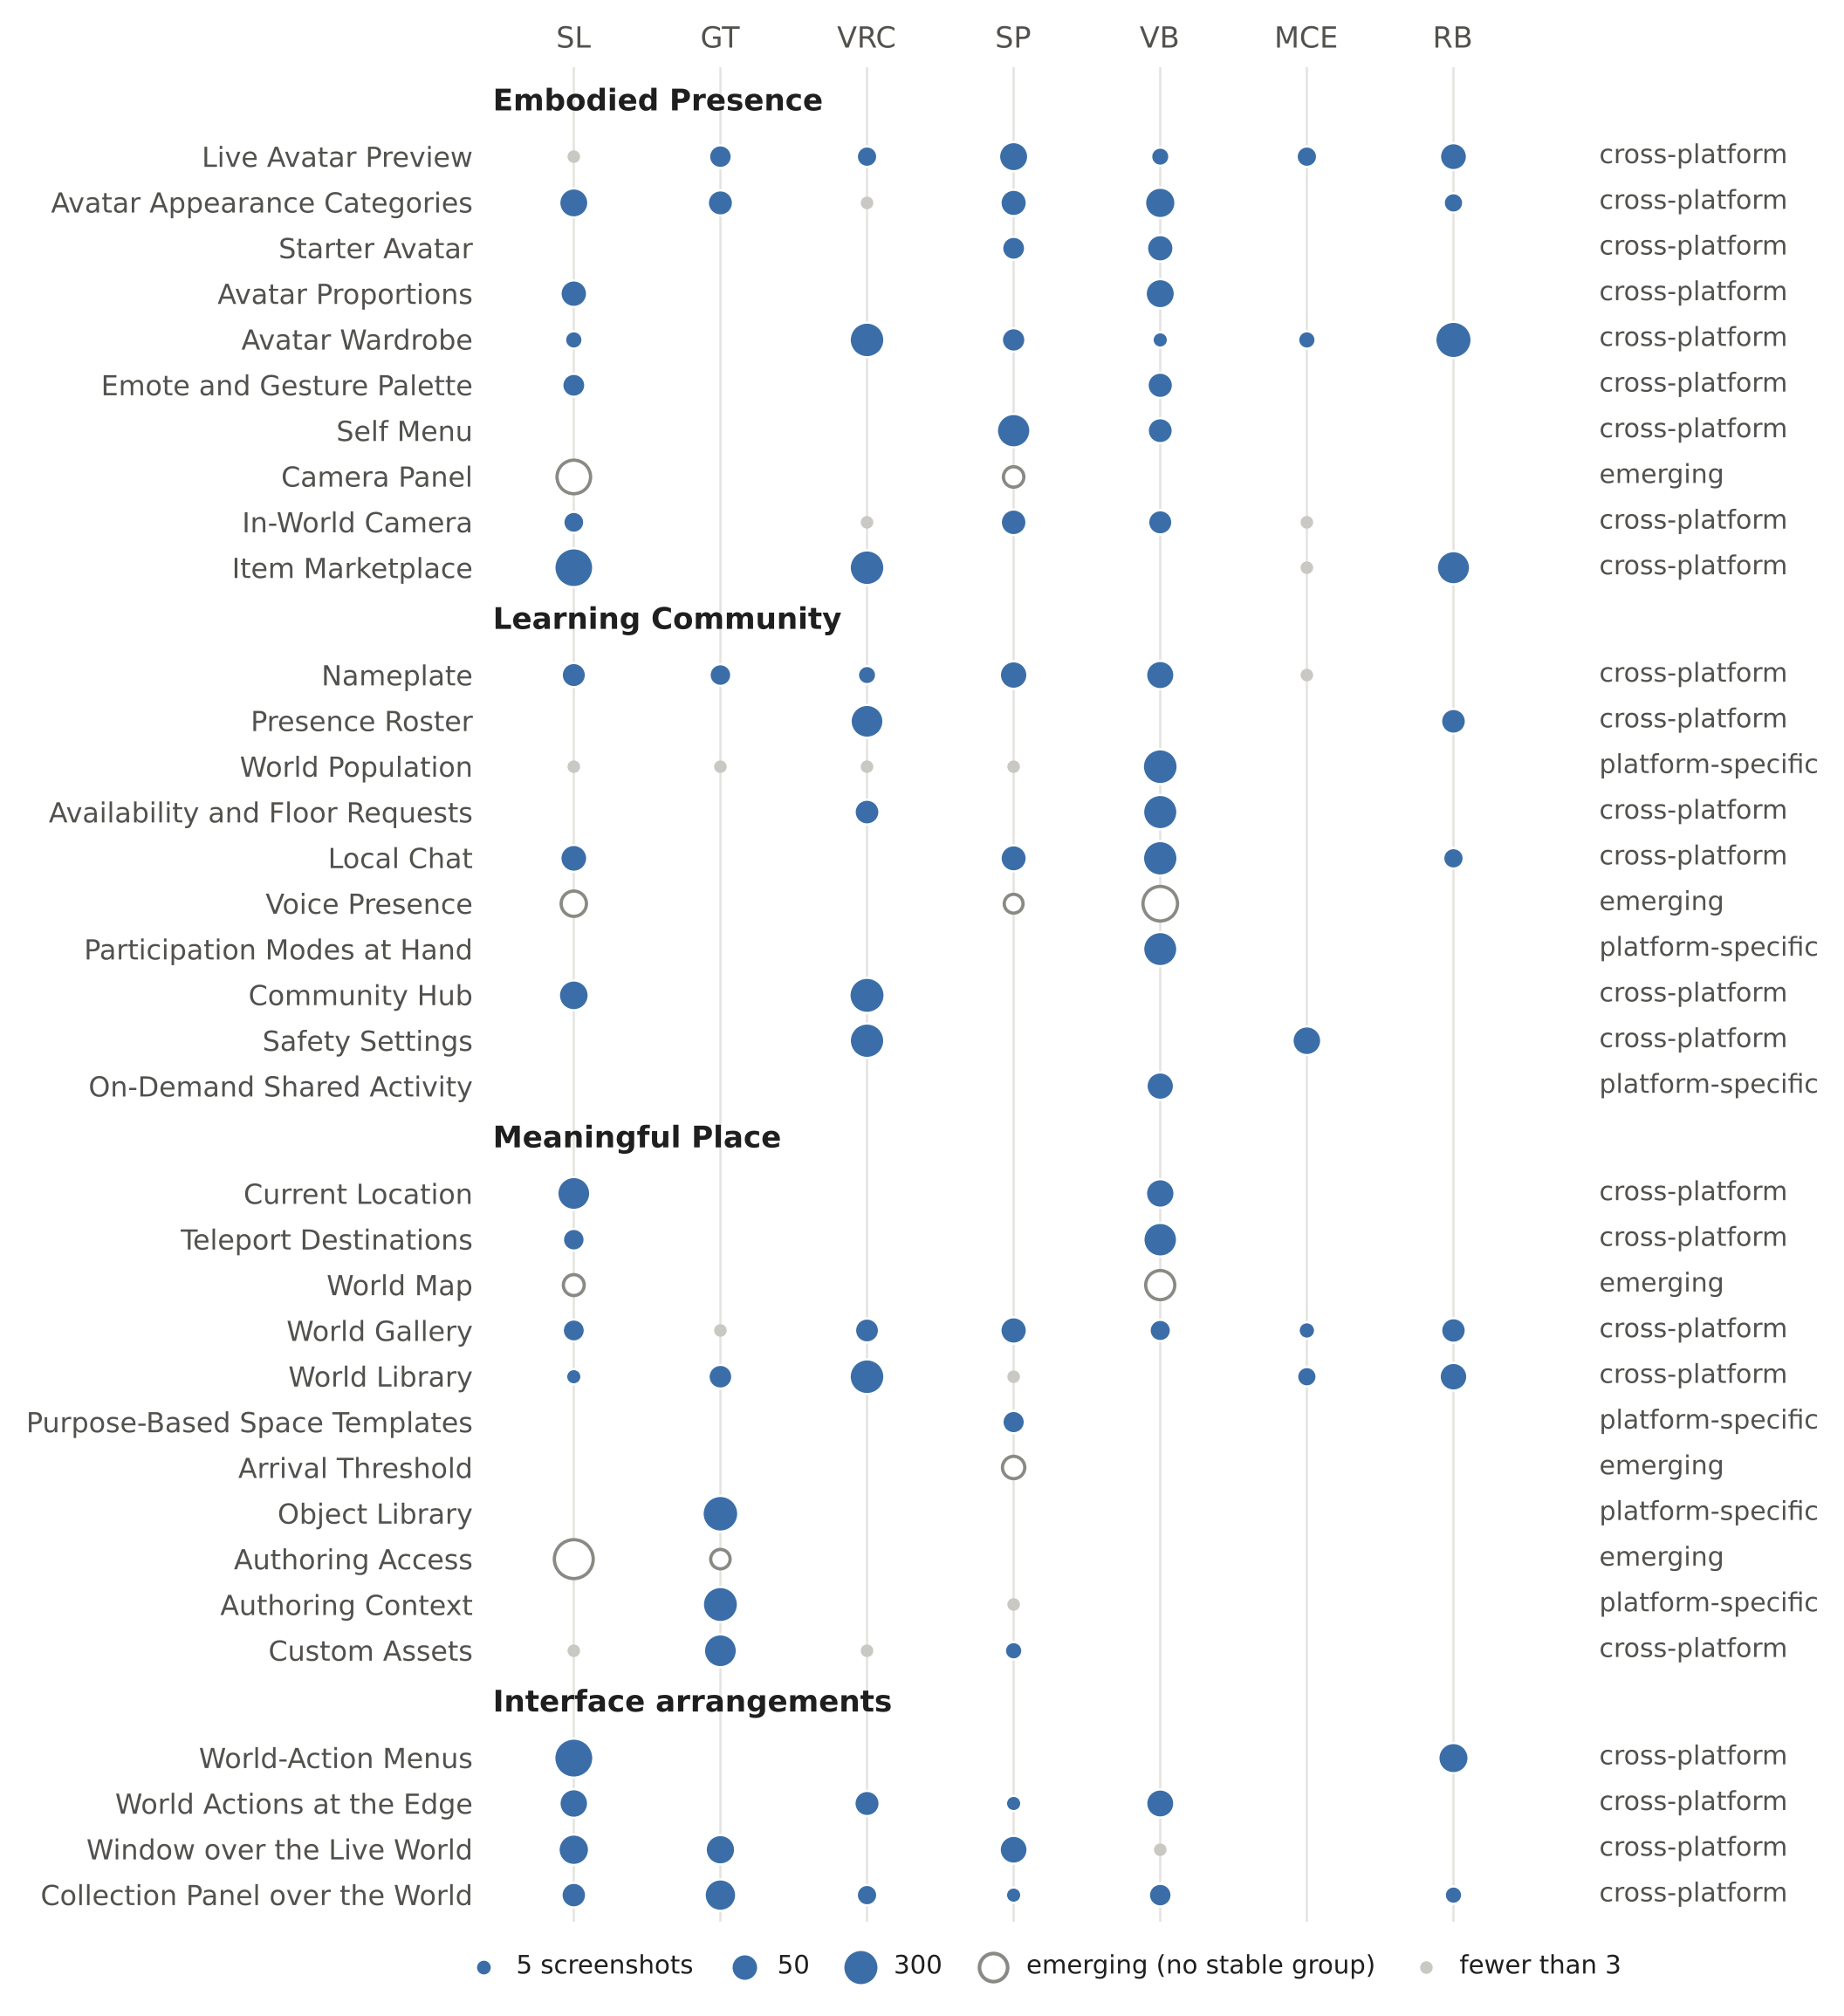 SL GT VRC SP VB MCE RB
Embodied Presence
Live Avatar Preview cross-platform
Avatar Appearance Categories cross-platform
Starter Avatar cross-platform
Avatar Proportions cross-platform
Avatar Wardrobe cross-platform
Emote and Gesture Palette cross-platform
Self Menu cross-platform
Camera Panel emerging
In-World Camera cross-platform
Item Marketplace cross-platform
Learning Community
Nameplate cross-platform
Presence Roster cross-platform
World Population platform-specific
Availability and Floor Requests cross-platform
Local Chat cross-platform
Voice Presence emerging
Participation Modes at Hand platform-specific
Community Hub cross-platform
Safety Settings cross-platform
On-Demand Shared Activity platform-specific
Meaningful Place
Current Location cross-platform
Teleport Destinations cross-platform
World Map emerging
World Gallery cross-platform
World Library cross-platform
Purpose-Based Space Templates platform-specific
Arrival Threshold emerging
Object Library platform-specific
Authoring Access emerging
Authoring Context platform-specific
Custom Assets cross-platform
Interface arrangements
World-Action Menus cross-platform
World Actions at the Edge cross-platform
Window over the Live World cross-platform
Collection Panel over the World cross-platform
5 screenshots 50 300 emerging (no stable group) fewer than 3